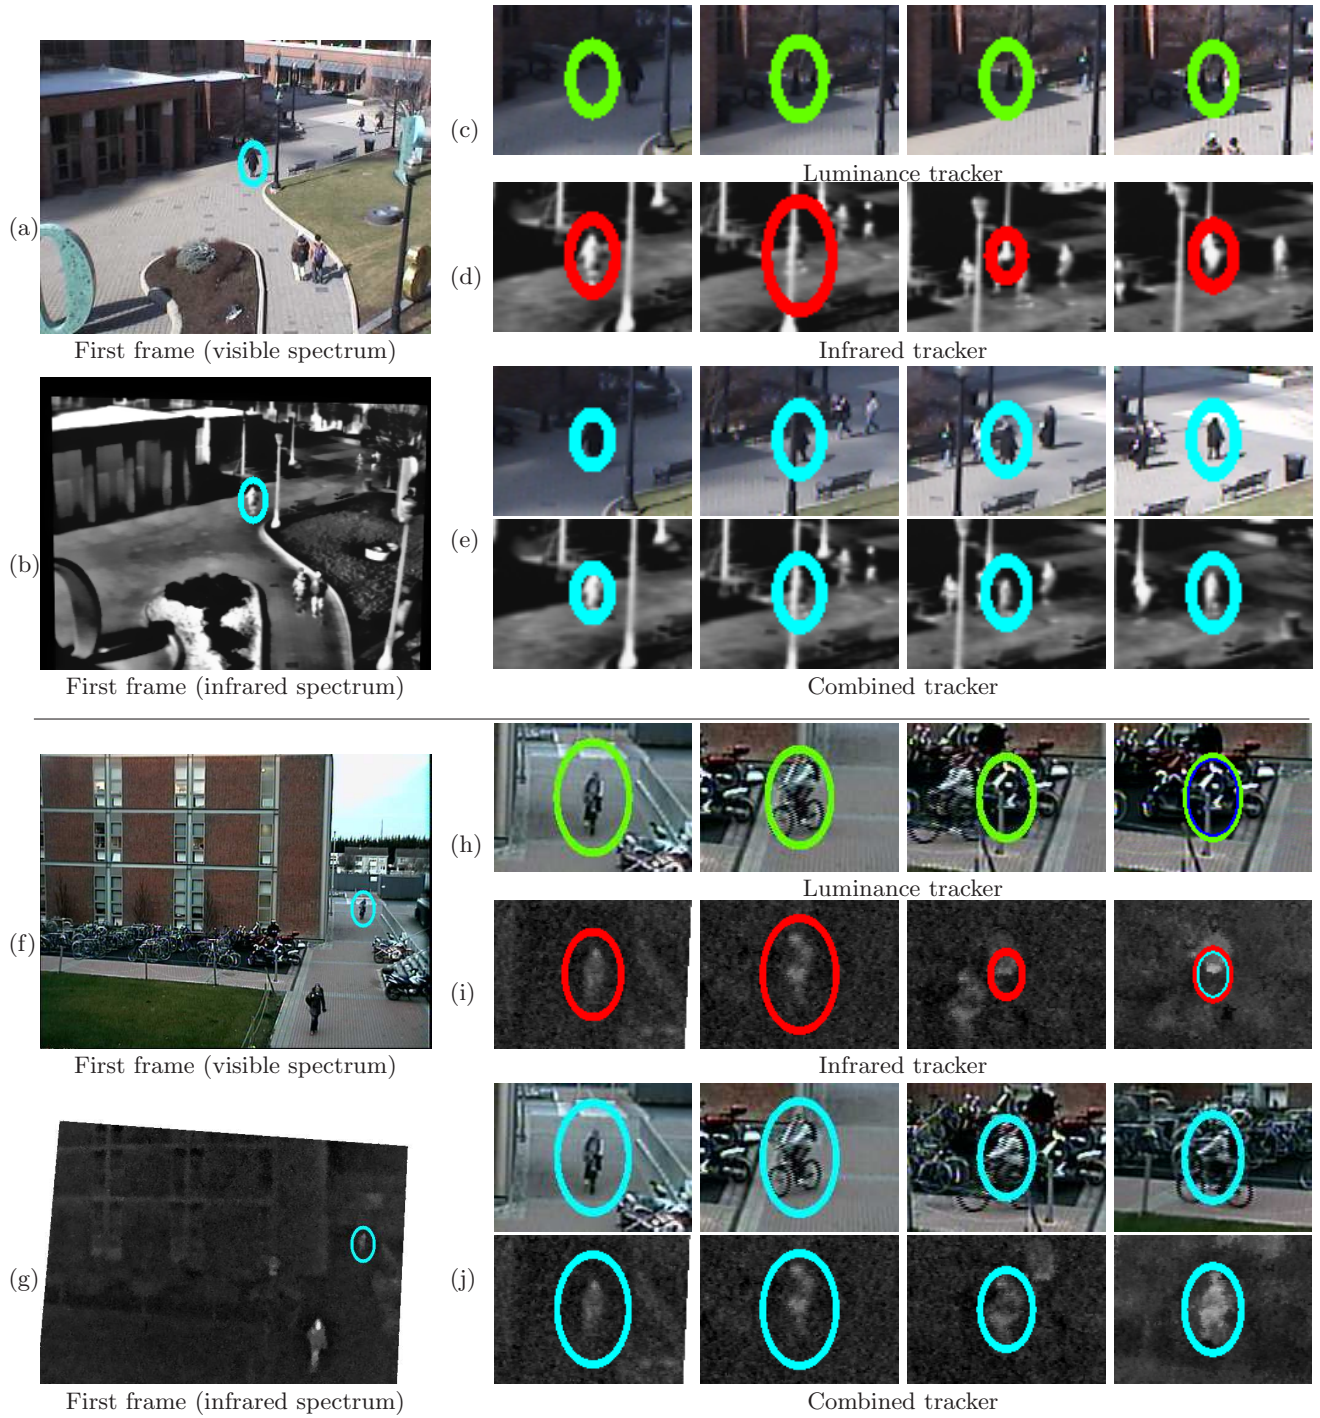 (a)
First frame (visible spectrum)
(b)
First frame (infrared spectrum)
(c)
Luminance tracker
(d)
Infrared tracker
(e)
Combined tracker
(f)
First frame (visible spectrum)
(g)
First frame (infrared spectrum)
(h)
Luminance tracker
(i)
Infrared tracker
(j)
Combined tracker